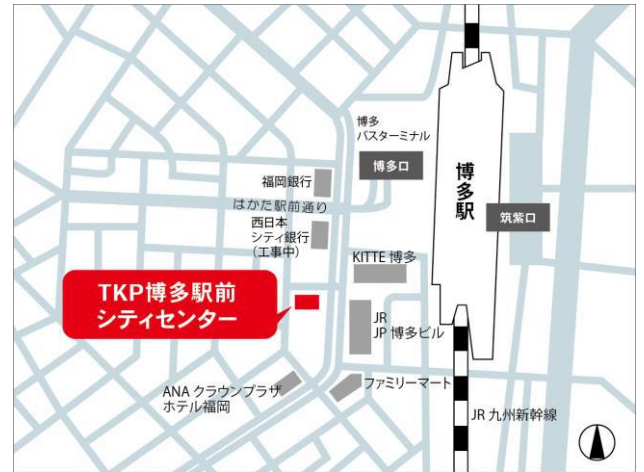 博多
バスターミナル
博多口
博多駅
筑紫口
福岡銀行
はかた駅前通り
西日本
シティ銀行
（工事中）
KITTE 博多
TKP博多駅前
シティセンター
JR
JP 博多ビル
ANA クラウンプラザ
ホテル福岡
ファミリーマート
JR 九州新幹線